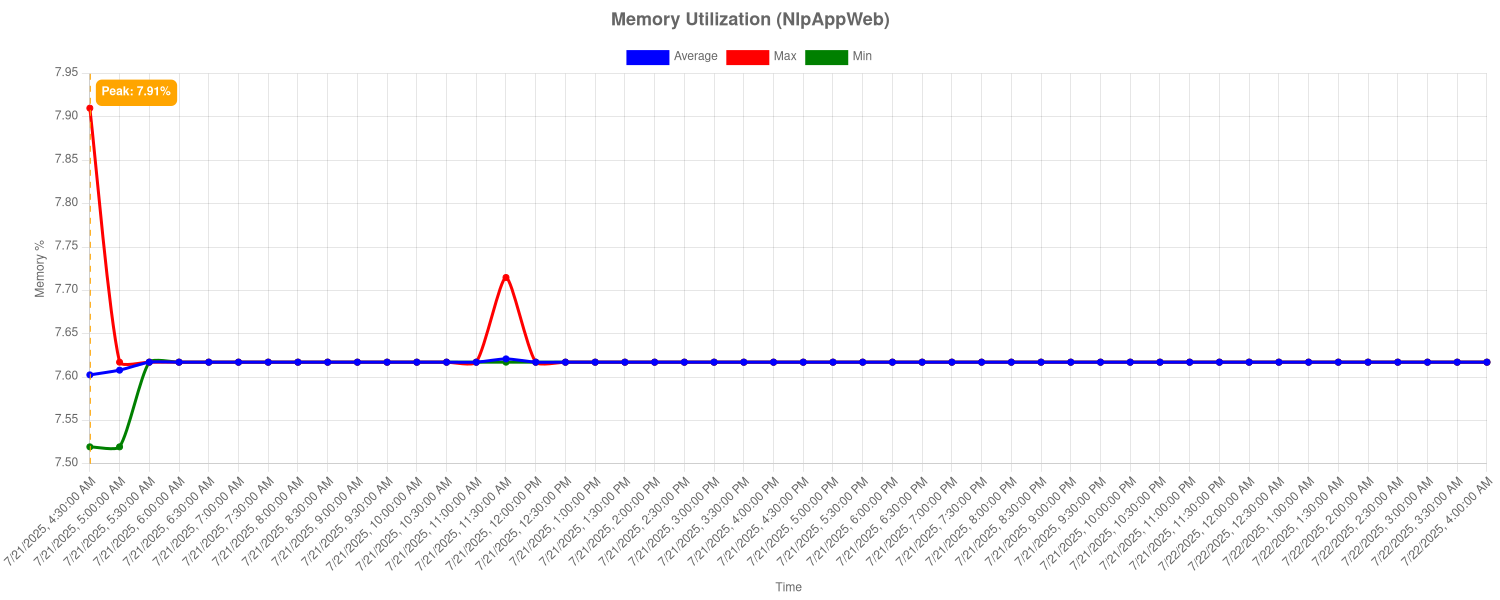 Memory Utilization (NlpAppWeb)
Average Max Min
7.95
Peak: 7.91%
7.90
7.85
7.80
7.75
Memory %
7.70
7.65
7.60
7.55
7.50
7/21/2025, 4:30:00 AM
7/21/2025, 5:00:00 AM
7/21/2025, 5:30:00 AM
7/21/2025, 6:00:00 AM
7/21/2025, 6:30:00 AM
7/21/2025, 7:00:00 AM
7/21/2025, 7:30:00 AM
7/21/2025, 8:00:00 AM
7/21/2025, 8:30:00 AM
7/21/2025, 9:00:00 AM
7/21/2025, 9:30:00 AM
7/21/2025, 10:00:00 AM
7/21/2025, 10:30:00 AM
7/21/2025, 11:00:00 AM
7/21/2025, 11:30:00 AM
7/21/2025, 12:00:00 PM
7/21/2025, 12:30:00 PM
7/21/2025, 1:00:00 PM
7/21/2025, 1:30:00 PM
7/21/2025, 2:00:00 PM
7/21/2025, 2:30:00 PM
7/21/2025, 3:00:00 PM
7/21/2025, 3:30:00 PM
7/21/2025, 4:00:00 PM
7/21/2025, 4:30:00 PM
7/21/2025, 5:00:00 PM
7/21/2025, 5:30:00 PM
7/21/2025, 6:00:00 PM
7/21/2025, 6:30:00 PM
7/21/2025, 7:00:00 PM
7/21/2025, 7:30:00 PM
7/21/2025, 8:00:00 PM
7/21/2025, 8:30:00 PM
7/21/2025, 9:00:00 PM
7/21/2025, 9:30:00 PM
7/21/2025, 10:00:00 PM
7/21/2025, 10:30:00 PM
7/21/2025, 11:00:00 PM
7/21/2025, 11:30:00 PM
7/22/2025, 12:00:00 AM
7/22/2025, 12:30:00 AM
7/22/2025, 1:00:00 AM
7/22/2025, 1:30:00 AM
7/22/2025, 2:00:00 AM
7/22/2025, 2:30:00 AM
7/22/2025, 3:00:00 AM
7/22/2025, 3:30:00 AM
7/22/2025, 4:00:00 AM
Time